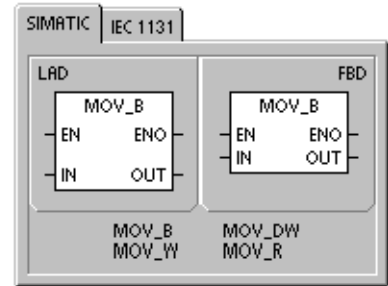 SIMATIC IEC 1131
LAD FBD
MOV_B MOV_B
EN ENO EN ENO
IN OUT IN OUT
MOV_B MOV_DW
MOV_W MOV_R